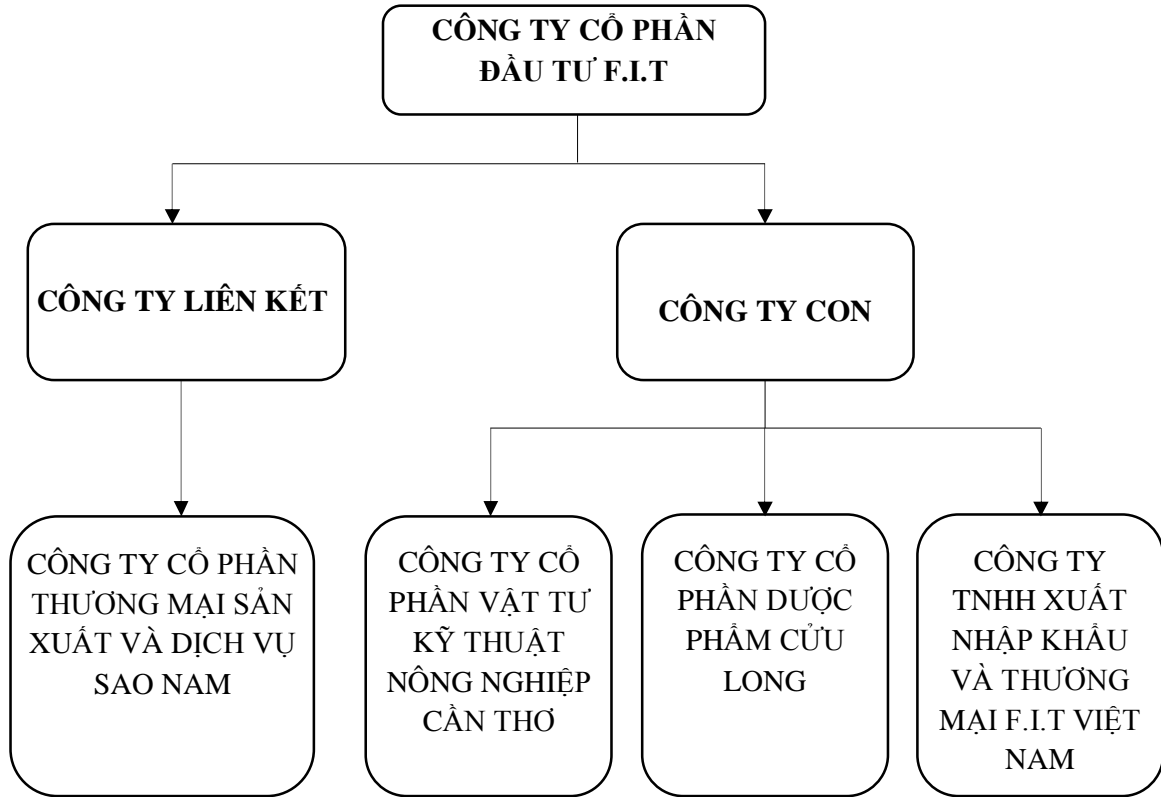 CÔNG TY CỔ PHẦN
ĐẦU TƯ F.I.T
CÔNG TY LIÊN KẾT
CÔNG TY CON
CÔNG TY CỔ PHẦN
THƯƠNG MẠI SẢN
XUẤT VÀ DỊCH VỤ
SAO NAM
CÔNG TY CỔ
PHẦN VẬT TƯ
KỸ THUẬT
NÔNG NGHIỆP
CẦN THƠ
CÔNG TY CỔ
PHẦN DƯỢC
PHẨM CỬU
LONG
CÔNG TY
TNHH XUẤT
NHẬP KHẨU
VÀ THƯƠNG
MẠI F.I.T VIỆT
NAM